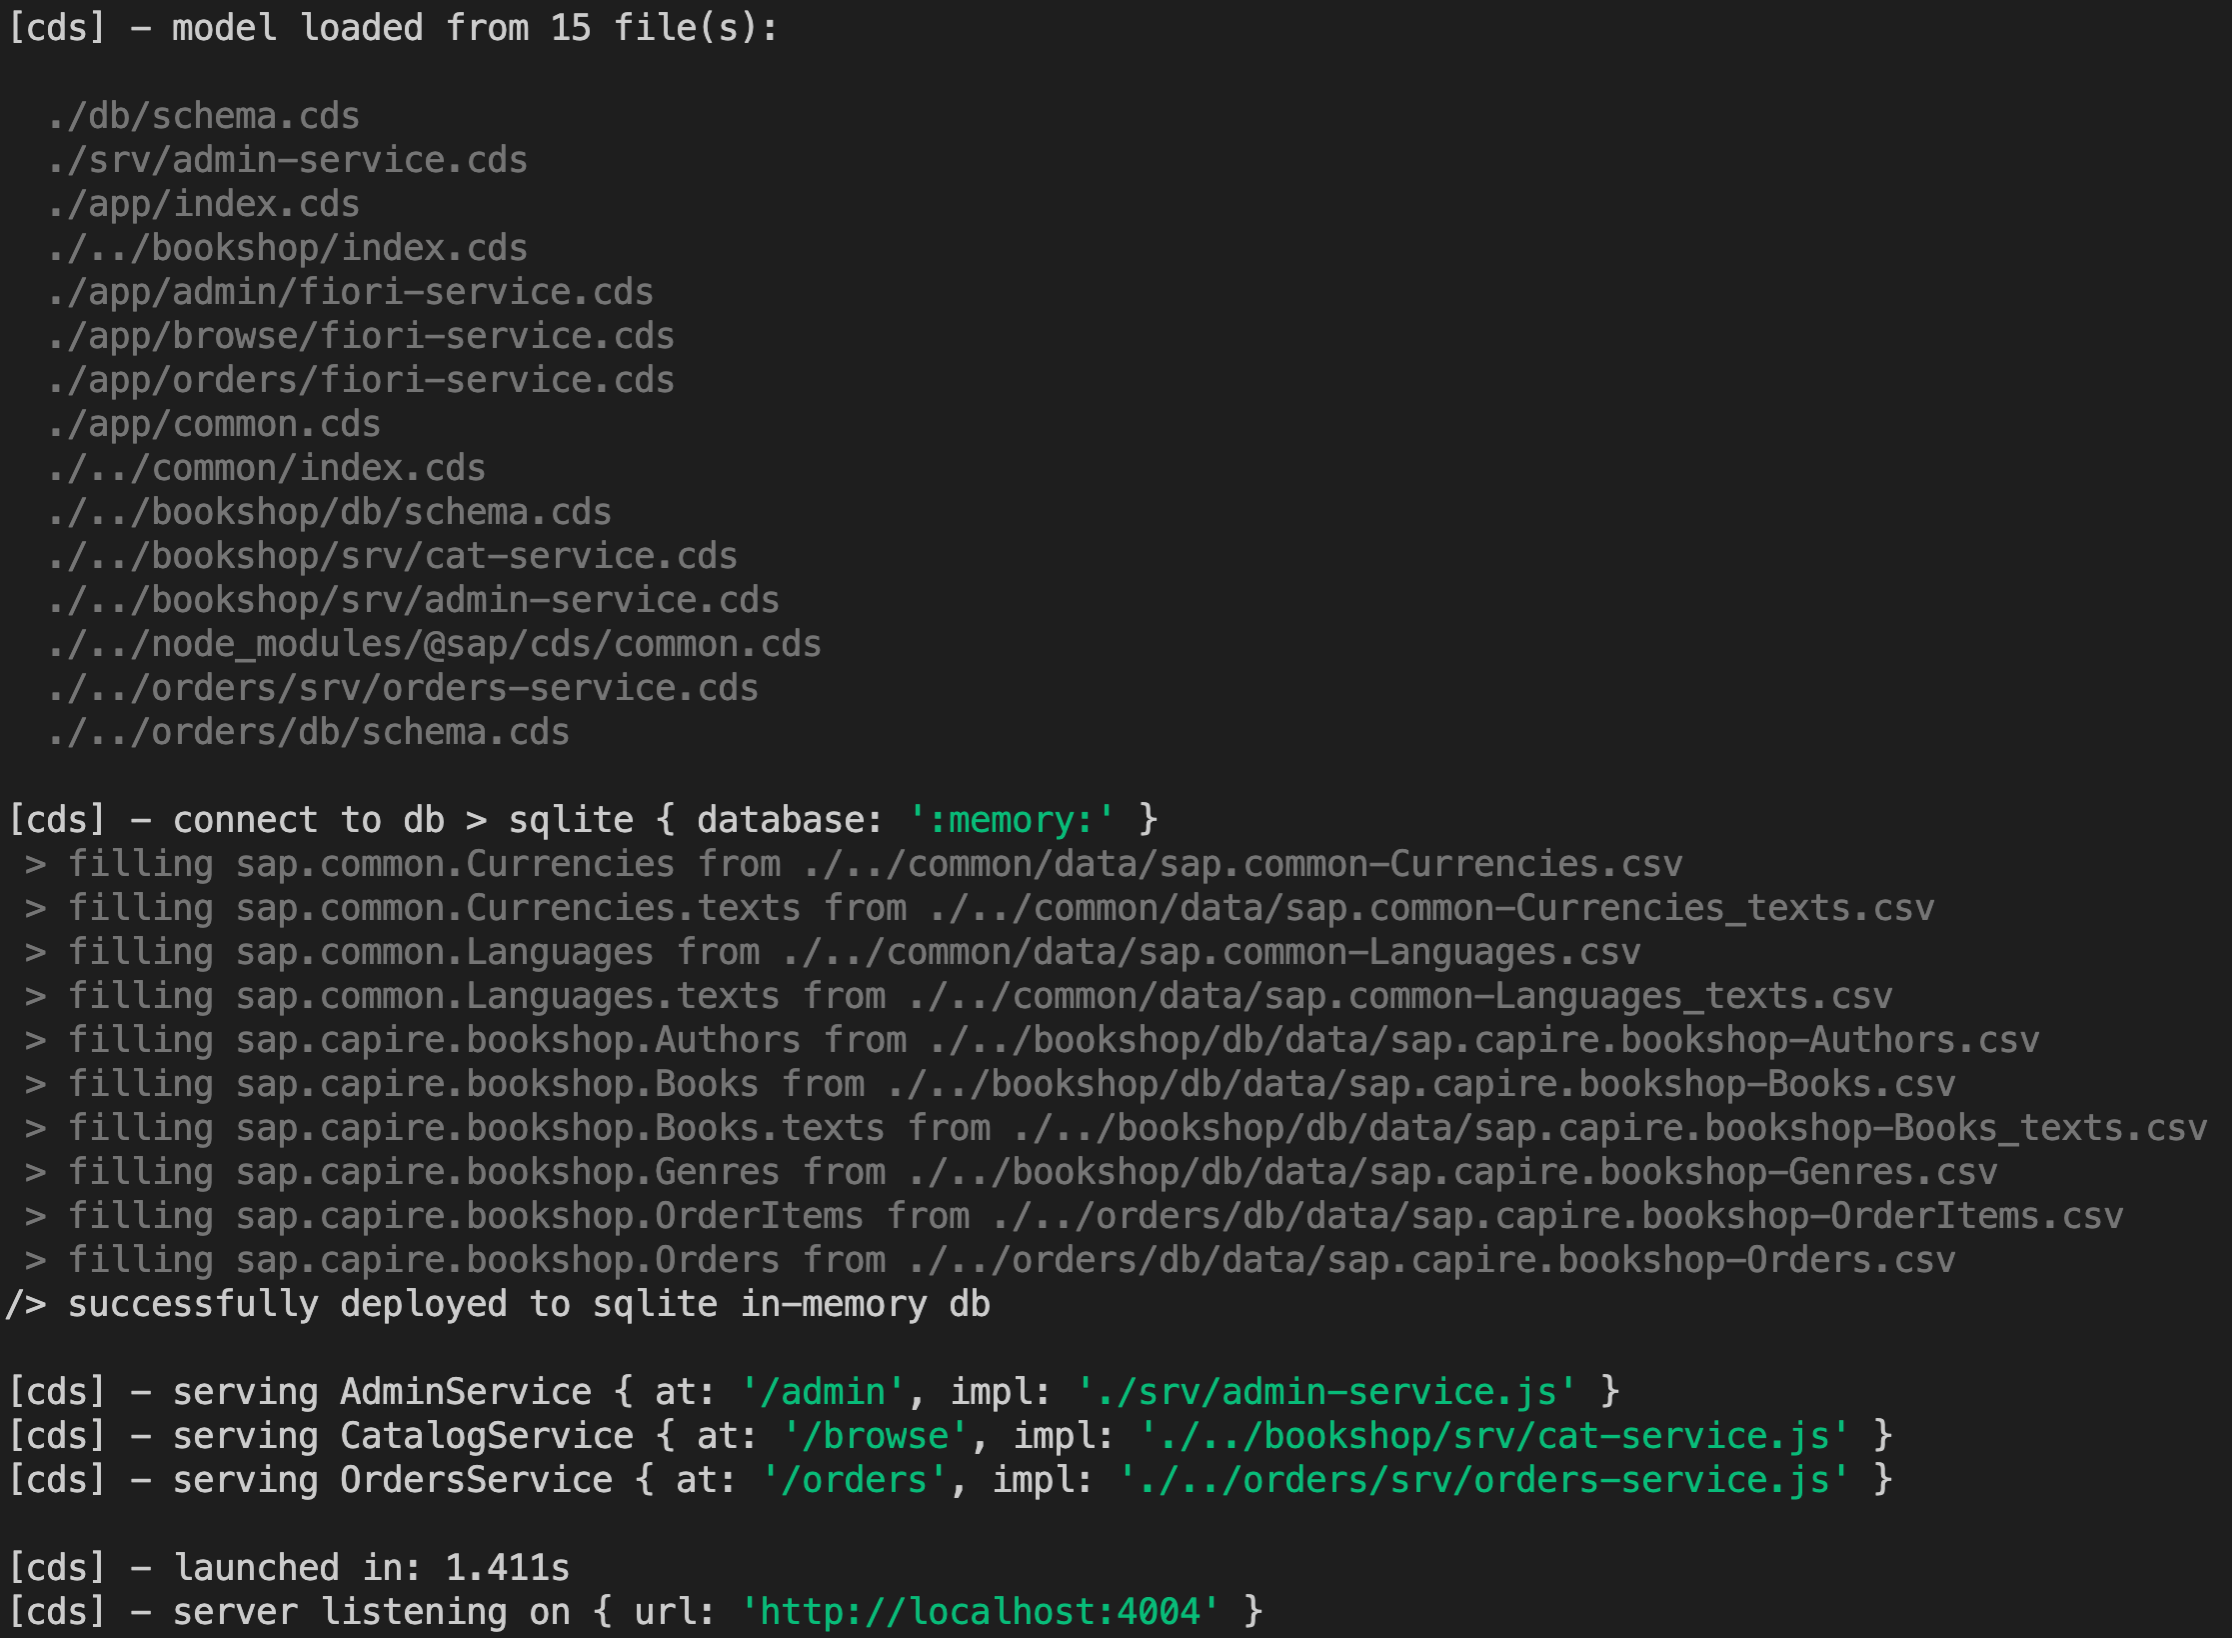 [cds] - model loaded from 15 file(s):
./db/schema.cds
./srv/admin-service.cds
./app/index.cds
./../bookshop/index.cds
./app/admin/fiori-service.cds
./app/browse/fiori-service.cds
./app/orders/fiori-service.cds
./app/common.cds
./../common/index.cds
./../bookshop/db/schema.cds
./../bookshop/srv/cat-service.cds
./../bookshop/srv/admin-service.cds
./../node_modules/@sap/cds/common.cds
./../orders/srv/orders-service.cds
./../orders/db/schema.cds
[cds] - connect to db > sqlite { database: ':memory:' }
> filling sap.common.Currencies from ./../common/data/sap.common-Currencies.csv
> filling sap.common.Currencies.texts from ./../common/data/sap.common-Currencies_texts.csv
> filling sap.common.Languages from ./../common/data/sap.common-Languages.csv
> filling sap.common.Languages.texts from ./../common/data/sap.common-Languages_texts.csv
> filling sap.capire.bookshop.Authors from ./../bookshop/db/data/sap.capire.bookshop-Authors.csv
> filling sap.capire.bookshop.Books from ./../bookshop/db/data/sap.capire.bookshop-Books.csv
> filling sap.capire.bookshop.Books.texts from ./../bookshop/db/data/sap.capire.bookshop-Books_texts.csv
> filling sap.capire.bookshop.Genres from ./../bookshop/db/data/sap.capire.bookshop-Genres.csv
> filling sap.capire.bookshop.OrderItems from ./../orders/db/data/sap.capire.bookshop-OrderItems.csv
> filling sap.capire.bookshop.Orders from ./../orders/db/data/sap.capire.bookshop-Orders.csv
/> successfully deployed to sqlite in-memory db
[cds] - serving AdminService { at: '/admin', impl: './srv/admin-service.js' }
[cds] - serving CatalogService { at: '/browse', impl: './../bookshop/srv/cat-service.js' }
[cds] - serving OrdersService { at: '/orders', impl: './../orders/srv/orders-service.js' }
[cds] - launched in: 1.411s
[cds] - server listening on { url: 'http://localhost:4004' }